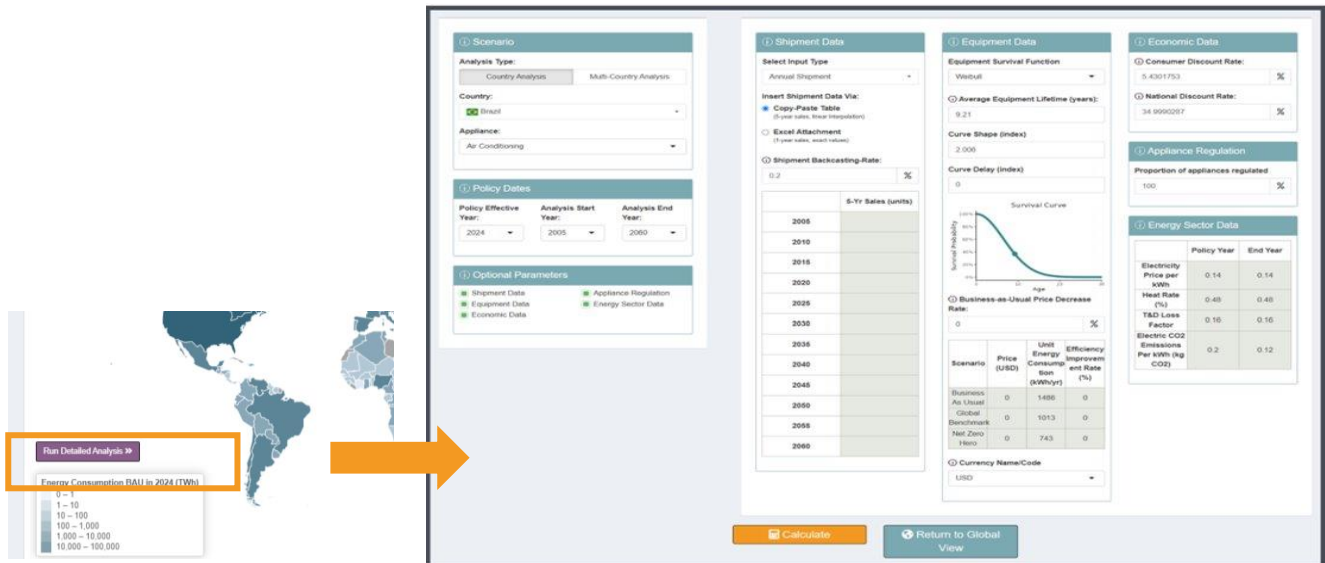 Run Detailed Analysis »
Energy Consumption BAU in 2024 (TWh)
0 – 1
1 – 10
10 – 100
100 – 1,000
1,000 – 10,000
10,000 – 100,000
Scenario
Analysis Type:
Country Analysis
Multi-Country Analysis
Country:
Brazil
Appliance:
Air Conditioning
Policy Dates
Policy Effective Year:
Analysis Start Year:
Analysis End Year:
2024
2005
2060
Optional Parameters
Shipment Data
Equipment Data
Economic Data
Appliance Regulation
Energy Sector Data
Shipment Data
Select Input Type
Annual Shipment
Insert Shipment Data Via:
Copy-Paste Table
(5-year sales, linear interpolation)
Excel Attachment
(1-year sales, exact values)
Shipment Backcasting-Rate:
0.2 %
5-Yr Sales (units)
2005
2010
2015
2020
2025
2030
2035
2040
2045
2050
2055
2060
Equipment Data
Equipment Survival Function
Weibull
Average Equipment Lifetime (years):
9.21
Curve Shape (index)
2.006
Curve Delay (index)
0
Survival Curve
Survival Probability
100%
80%
60%
40%
20%
0%
0 10 20 30
Age
Business-as-Usual Price Decrease
Rate:
0 %
Scenario
Price (USD)
Unit Energy Consumption (kWh/yr)
Efficiency Improvement Rate (%)
Business As Usual 0 1486 0
Global Benchmark 0 1013 0
Net Zero Hero 0 743 0
Currency Name/Code
USD
Economic Data
Consumer Discount Rate:
5.4301753 %
National Discount Rate:
34.9990287 %
Appliance Regulation
Proportion of appliances regulated
100 %
Energy Sector Data
Policy Year End Year
Electricity Price per kWh 0.14 0.14
Heat Rate (%) 0.48 0.48
T&D Loss Factor 0.16 0.16
Electric CO2 Emissions Per kWh (kg CO2) 0.2 0.12
Calculate
Return to Global
View